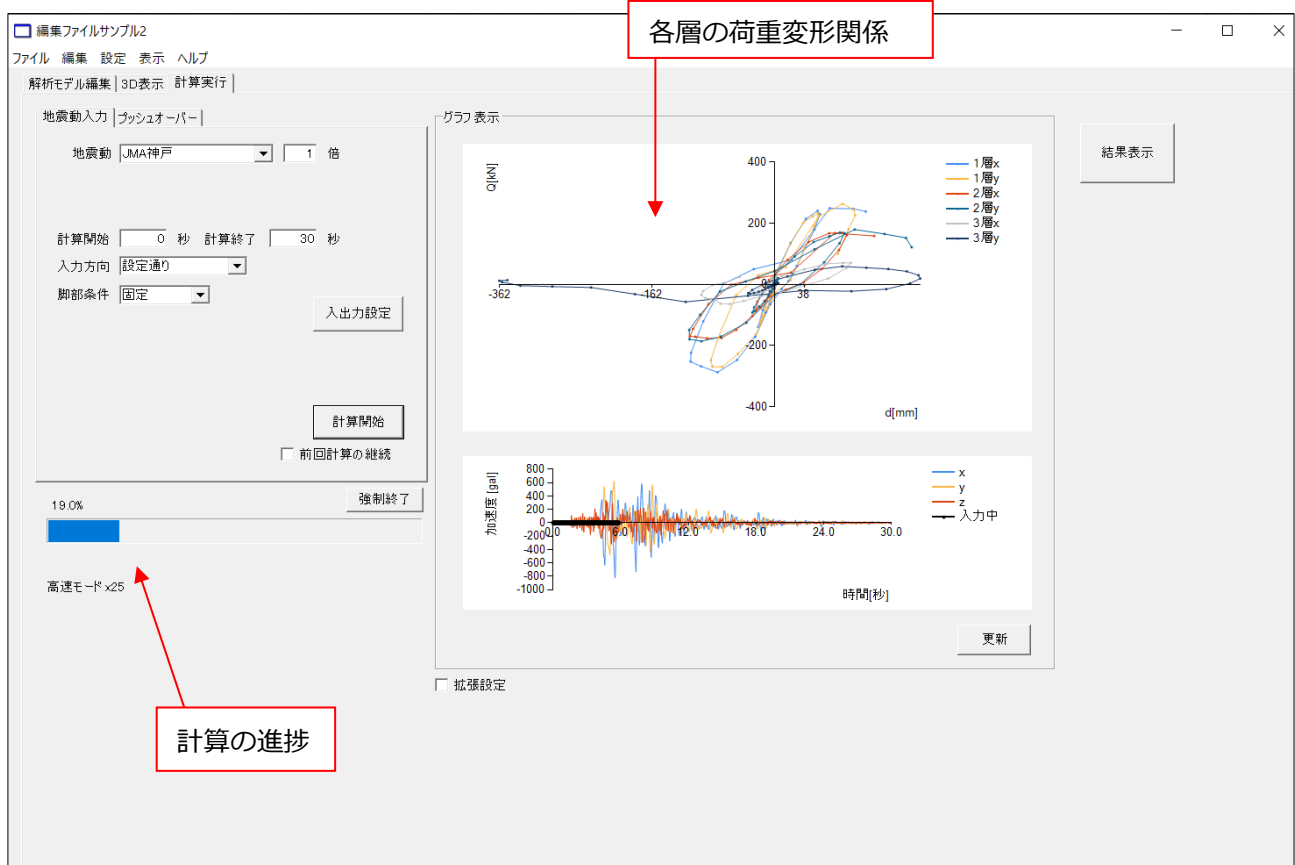 編集ファイルサンプル2
各層の荷重変形関係
ファイル 編集 設定 表示 ヘルプ
解析モデル編集 3D表示 計算実行
地震動入力 プッシュオーバー
地震動 JMA神戸 1 倍
計算開始 0 秒 計算終了 30 秒
入力方向 設定通り
脚部条件 固定
入出力設定
計算開始
前回計算の継続
19.0%
強制終了
高速モード x25
計算の進捗
グラフ表示
Q[kN]
400
200
0
-200
-400
-362 -162 38
d[mm]
1層x
1層y
2層x
2層y
3層x
3層y
加速度 [gal]
800
600
400
200
0
-200
-400
-600
-800
-1000
0.0 6.0 12.0 18.0 24.0 30.0
時間[秒]
x
y
z
入力中
更新
拡張設定
結果表示